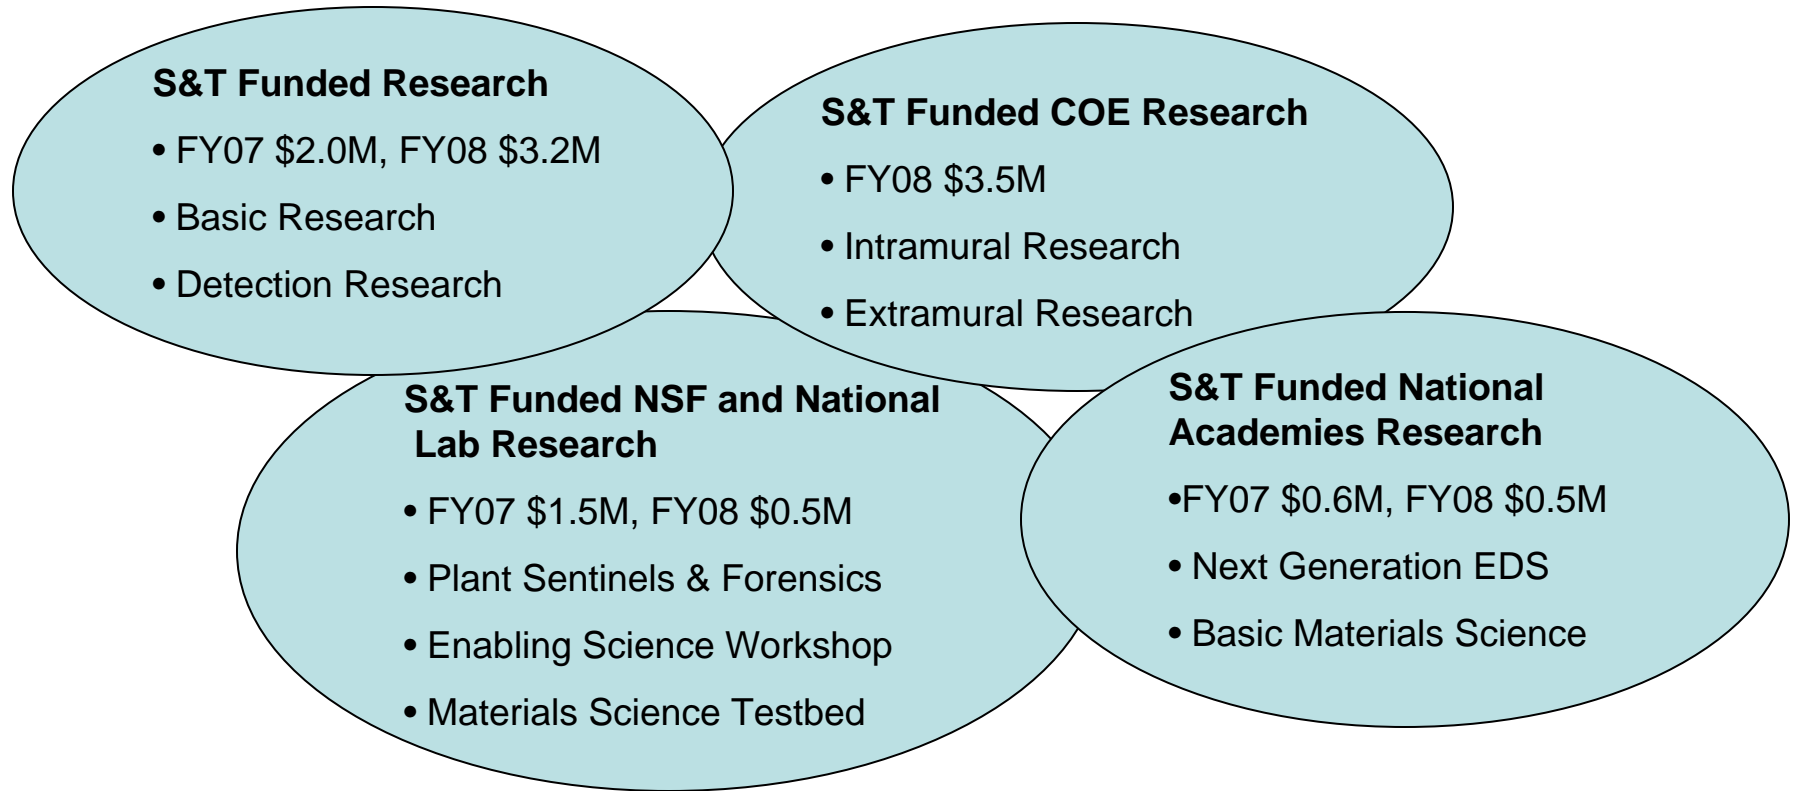 S&T Funded Research
• FY07 $2.0M, FY08 $3.2M
• Basic Research
• Detection Research
S&T Funded COE Research
• FY08 $3.5M
• Intramural Research
• Extramural Research
S&T Funded NSF and National
Lab Research
• FY07 $1.5M, FY08 $0.5M
• Plant Sentinels & Forensics
• Enabling Science Workshop
• Materials Science Testbed
S&T Funded National
Academies Research
•FY07 $0.6M, FY08 $0.5M
• Next Generation EDS
• Basic Materials Science